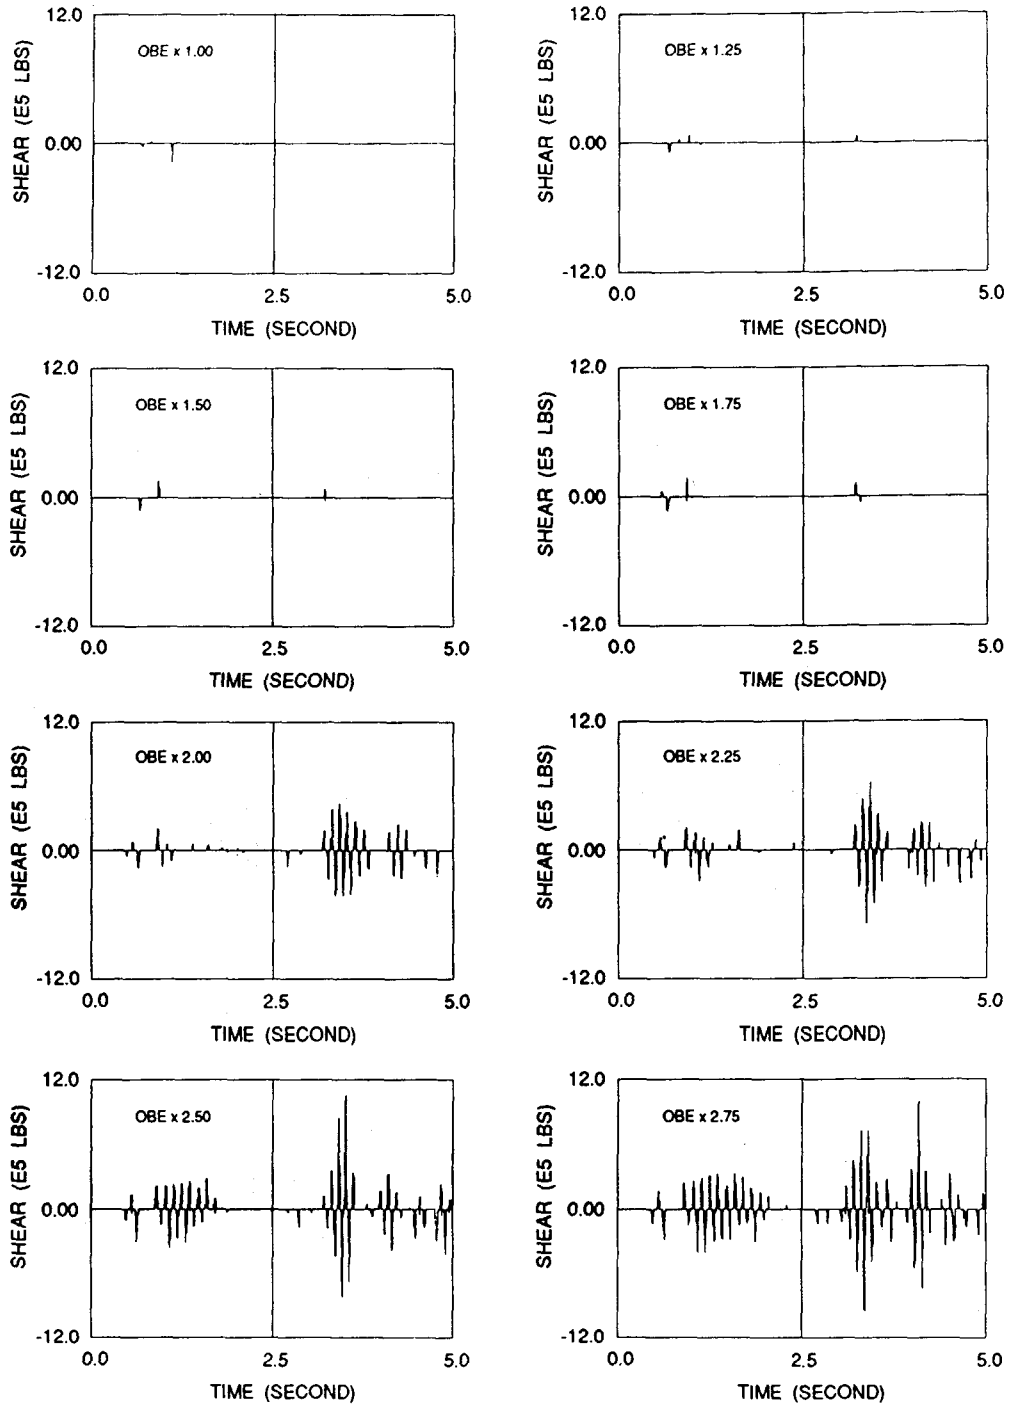 12.0
OBE x 1.00
SHEAR (E5 LBS)
0.00
-12.0
0.0 2.5 5.0
TIME (SECOND)
12.0
OBE x 1.25
SHEAR (E5 LBS)
0.00
-12.0
0.0 2.5 5.0
TIME (SECOND)
12.0
OBE x 1.50
SHEAR (E5 LBS)
0.00
-12.0
0.0 2.5 5.0
TIME (SECOND)
12.0
OBE x 1.75
SHEAR (E5 LBS)
0.00
-12.0
0.0 2.5 5.0
TIME (SECOND)
12.0
OBE x 2.00
SHEAR (E5 LBS)
0.00
-12.0
0.0 2.5 5.0
TIME (SECOND)
12.0
OBE x 2.25
SHEAR (E5 LBS)
0.00
-12.0
0.0 2.5 5.0
TIME (SECOND)
12.0
OBE x 2.50
SHEAR (E5 LBS)
0.00
-12.0
0.0 2.5 5.0
TIME (SECOND)
12.0
OBE x 2.75
SHEAR (E5 LBS)
0.00
-12.0
0.0 2.5 5.0
TIME (SECOND)